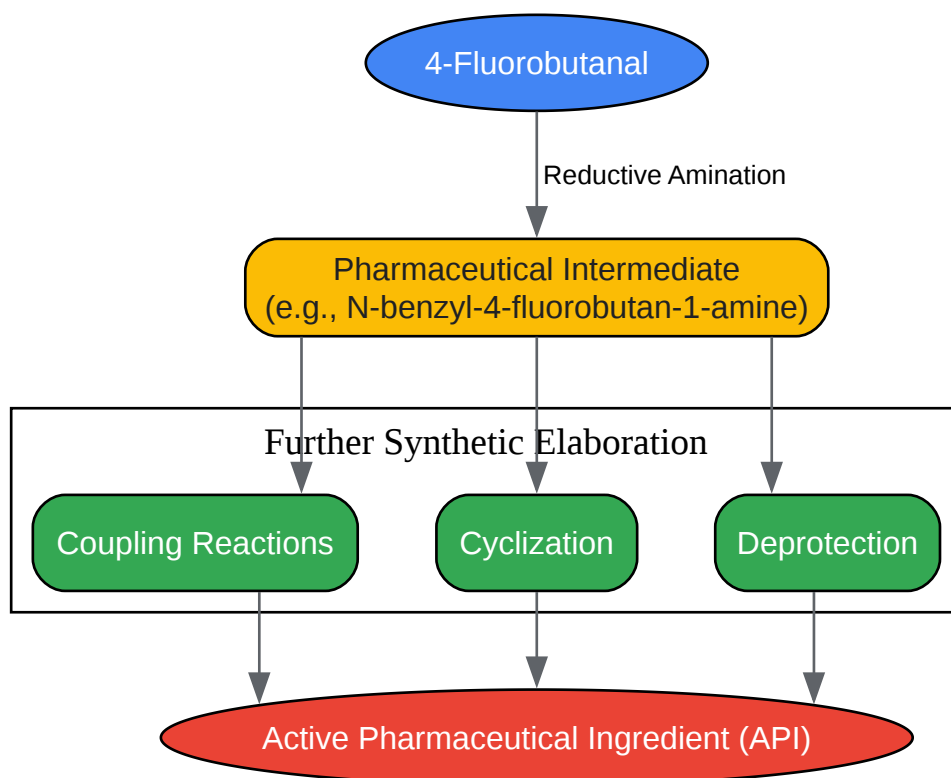 4-Fluorobutanal
Reductive Amination
Pharmaceutical Intermediate
(e.g., N-benzyl-4-fluorobutan-1-amine)
Further Synthetic Elaboration
Coupling Reactions
Cyclization
Deprotection
Active Pharmaceutical Ingredient (API)